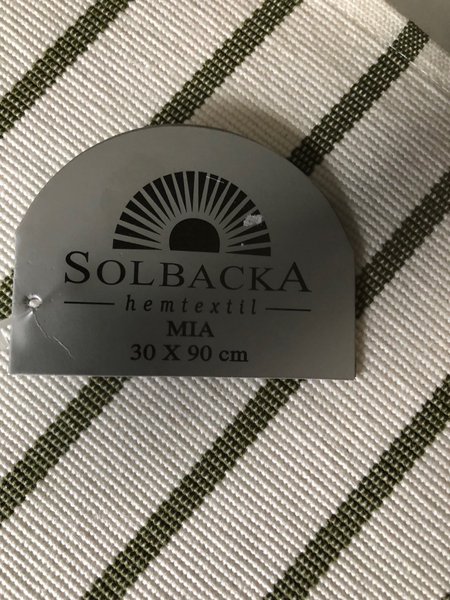 SOLBACKA
hemtextil
MIA
30 X 90 cm